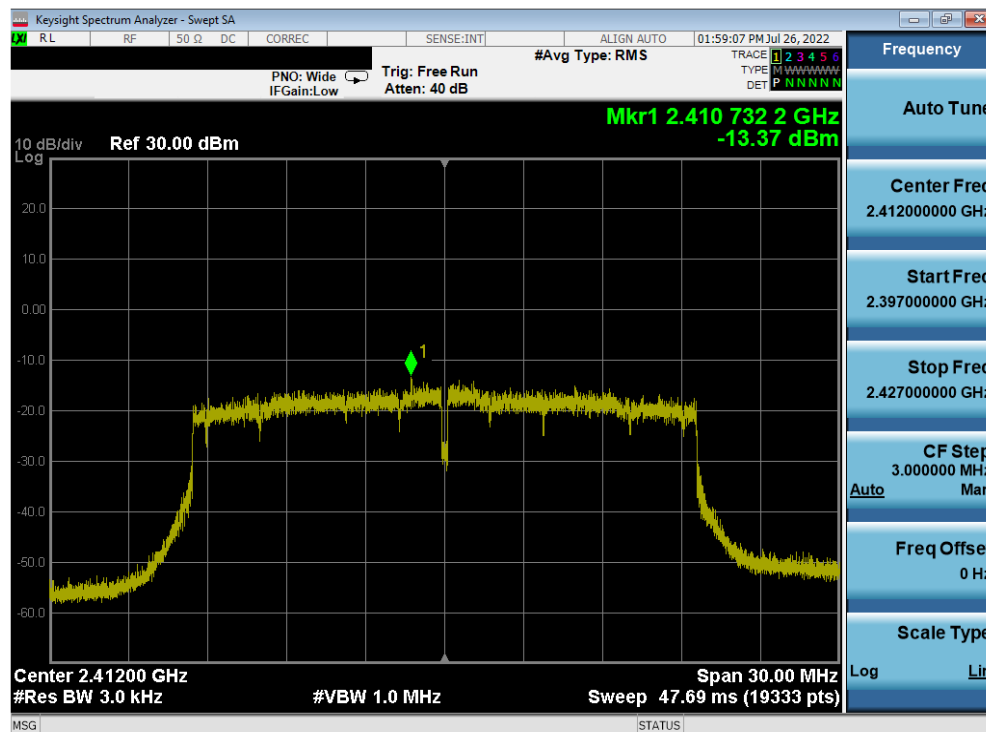 Keysight Spectrum Analyzer - Swept SA
LXI RL RF 50 Ω DC CORREC SENSE:INT ALIGN AUTO 01:59:07 PM Jul 26, 2022
Frequency
PNO: Wide
IFGain:Low
Trig: Free Run
Atten: 40 dB
#Avg Type: RMS
TRACE 1 2 3 4 5 6
TYPE M WWWWW
DET P N N N N N
Auto Tune
Mkr1 2.410 732 2 GHz
-13.37 dBm
10 dB/div Ref 30.00 dBm
Log
20.0
10.0
0.00
-10.0
-20.0
-30.0
-40.0
-50.0
-60.0
1
Center Freq
2.412000000 GHz
Start Freq
2.397000000 GHz
Stop Freq
2.427000000 GHz
CF Step
3.000000 MHz
Auto Man
Freq Offset
0 Hz
Scale Type
Log Lin
Center 2.41200 GHz Span 30.00 MHz
#Res BW 3.0 kHz #VBW 1.0 MHz Sweep 47.69 ms (19333 pts)
MSG STATUS